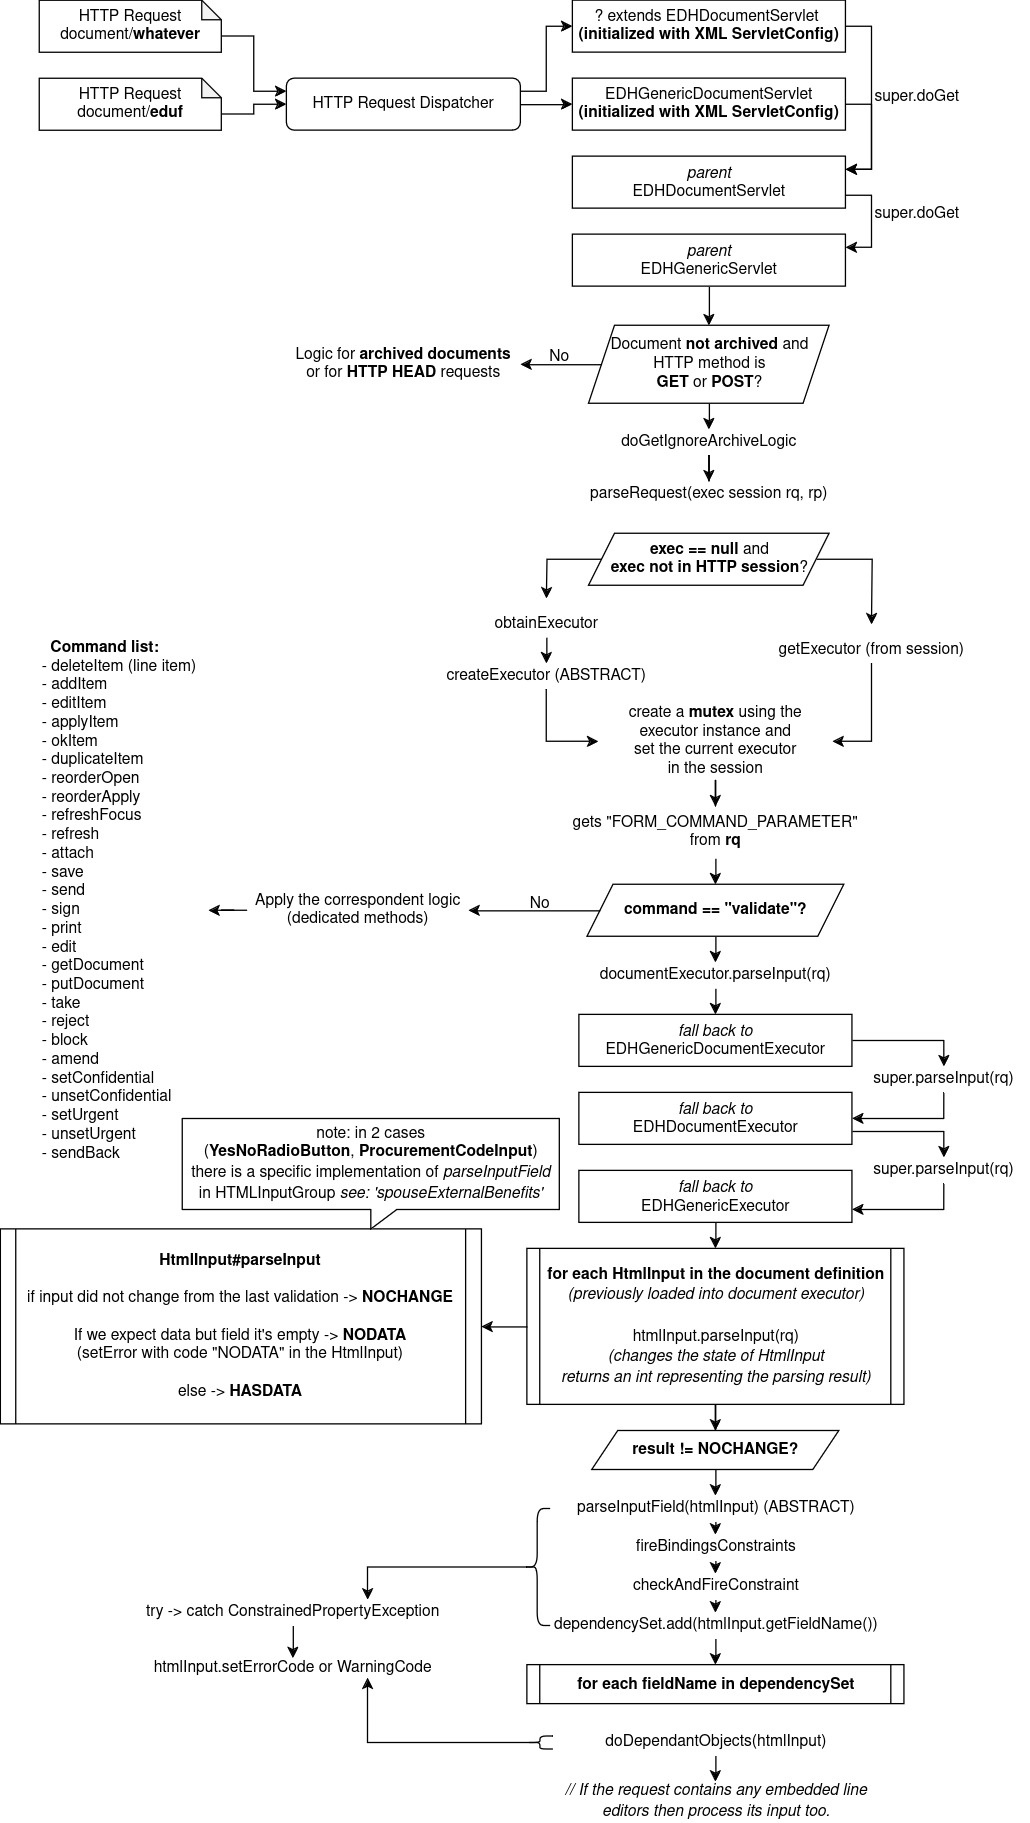 HTTP Request
document/whatever
? extends EDHDocumentServlet
(initialized with XML ServletConfig)
HTTP Request
document/eduf
HTTP Request Dispatcher
EDHGenericDocumentServlet
(initialized with XML ServletConfig)
super.doGet
parent
EDHDocumentServlet
super.doGet
parent
EDHGenericServlet
Document not archived and
HTTP method is
GET or POST?
No
Logic for archived documents
or for HTTP HEAD requests
doGetIgnoreArchiveLogic
parseRequest(exec session rq, rp)
exec == null and
exec not in HTTP session?
obtainExecutor
createExecutor (ABSTRACT)
getExecutor (from session)
create a mutex using the
executor instance and
set the current executor
in the session
gets "FORM_COMMAND_PARAMETER"
from rq
command == "validate"?
No
Apply the correspondent logic
(dedicated methods)
Command list:
- deleteItem (line item)
- addItem
- editItem
- applyItem
- okItem
- duplicateItem
- reorderOpen
- reorderApply
- refreshFocus
- refresh
- attach
- save
- send
- sign
- print
- edit
- getDocument
- putDocument
- take
- reject
- block
- amend
- setConfidential
- unsetConfidential
- setUrgent
- unsetUrgent
- sendBack
documentExecutor.parseInput(rq)
fall back to
EDHGenericDocumentExecutor
super.parseInput(rq)
fall back to
EDHDocumentExecutor
super.parseInput(rq)
fall back to
EDHGenericExecutor
note: in 2 cases
(YesNoRadioButton, ProcurementCodeInput)
there is a specific implementation of parseInputField
in HTMLInputGroup see: 'spouseExternalBenefits'
HtmlInput#parseInput
if input did not change from the last validation -> NOCHANGE
If we expect data but field it's empty -> NODATA
(setError with code "NODATA" in the HtmlInput)
else -> HASDATA
for each HtmlInput in the document definition
(previously loaded into document executor)
htmlInput.parseInput(rq)
(changes the state of HtmlInput
returns an int representing the parsing result)
result != NOCHANGE?
parseInputField(htmlInput) (ABSTRACT)
fireBindingsConstraints
checkAndFireConstraint
dependencySet.add(htmlInput.getFieldName())
try -> catch ConstrainedPropertyException
htmlInput.setErrorCode or WarningCode
for each fieldName in dependencySet
doDependantObjects(htmlInput)
// If the request contains any embedded line
editors then process its input too.